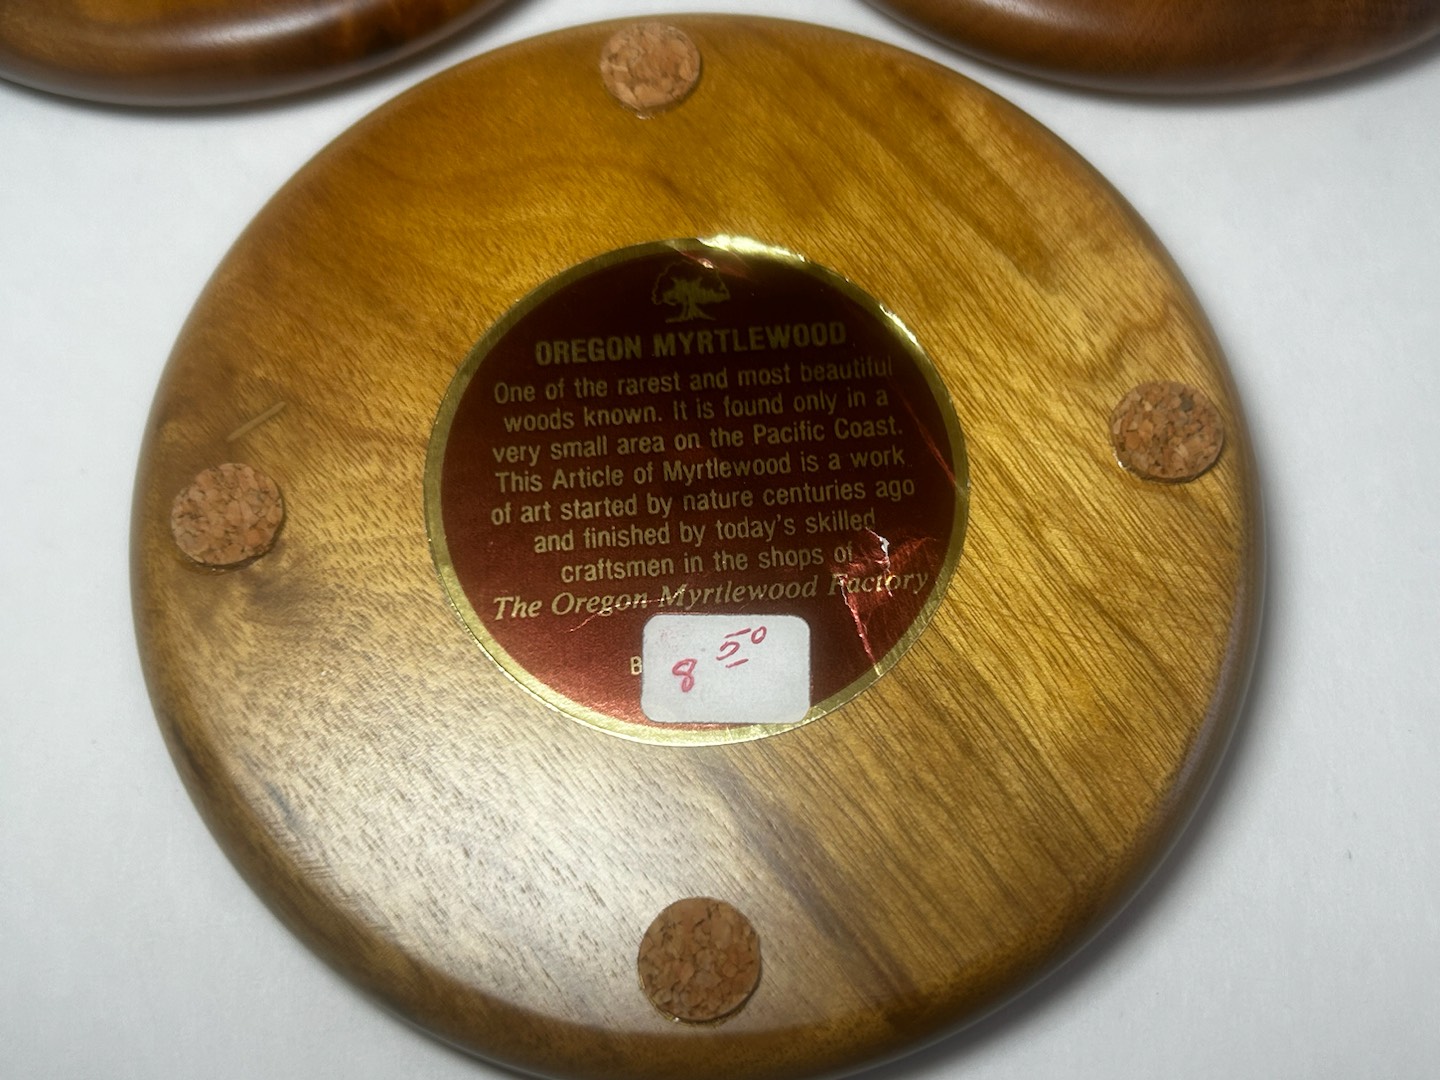 OREGON MYRTLEWOOD
One of the rarest and most beautiful
woods known. It is found only in a
very small area on the Pacific Coast.
This Article of Myrtlewood is a work
of art started by nature centuries ago
and finished by today's skilled
craftsmen in the shops of
The Oregon Myrtlewood Factory
8 50